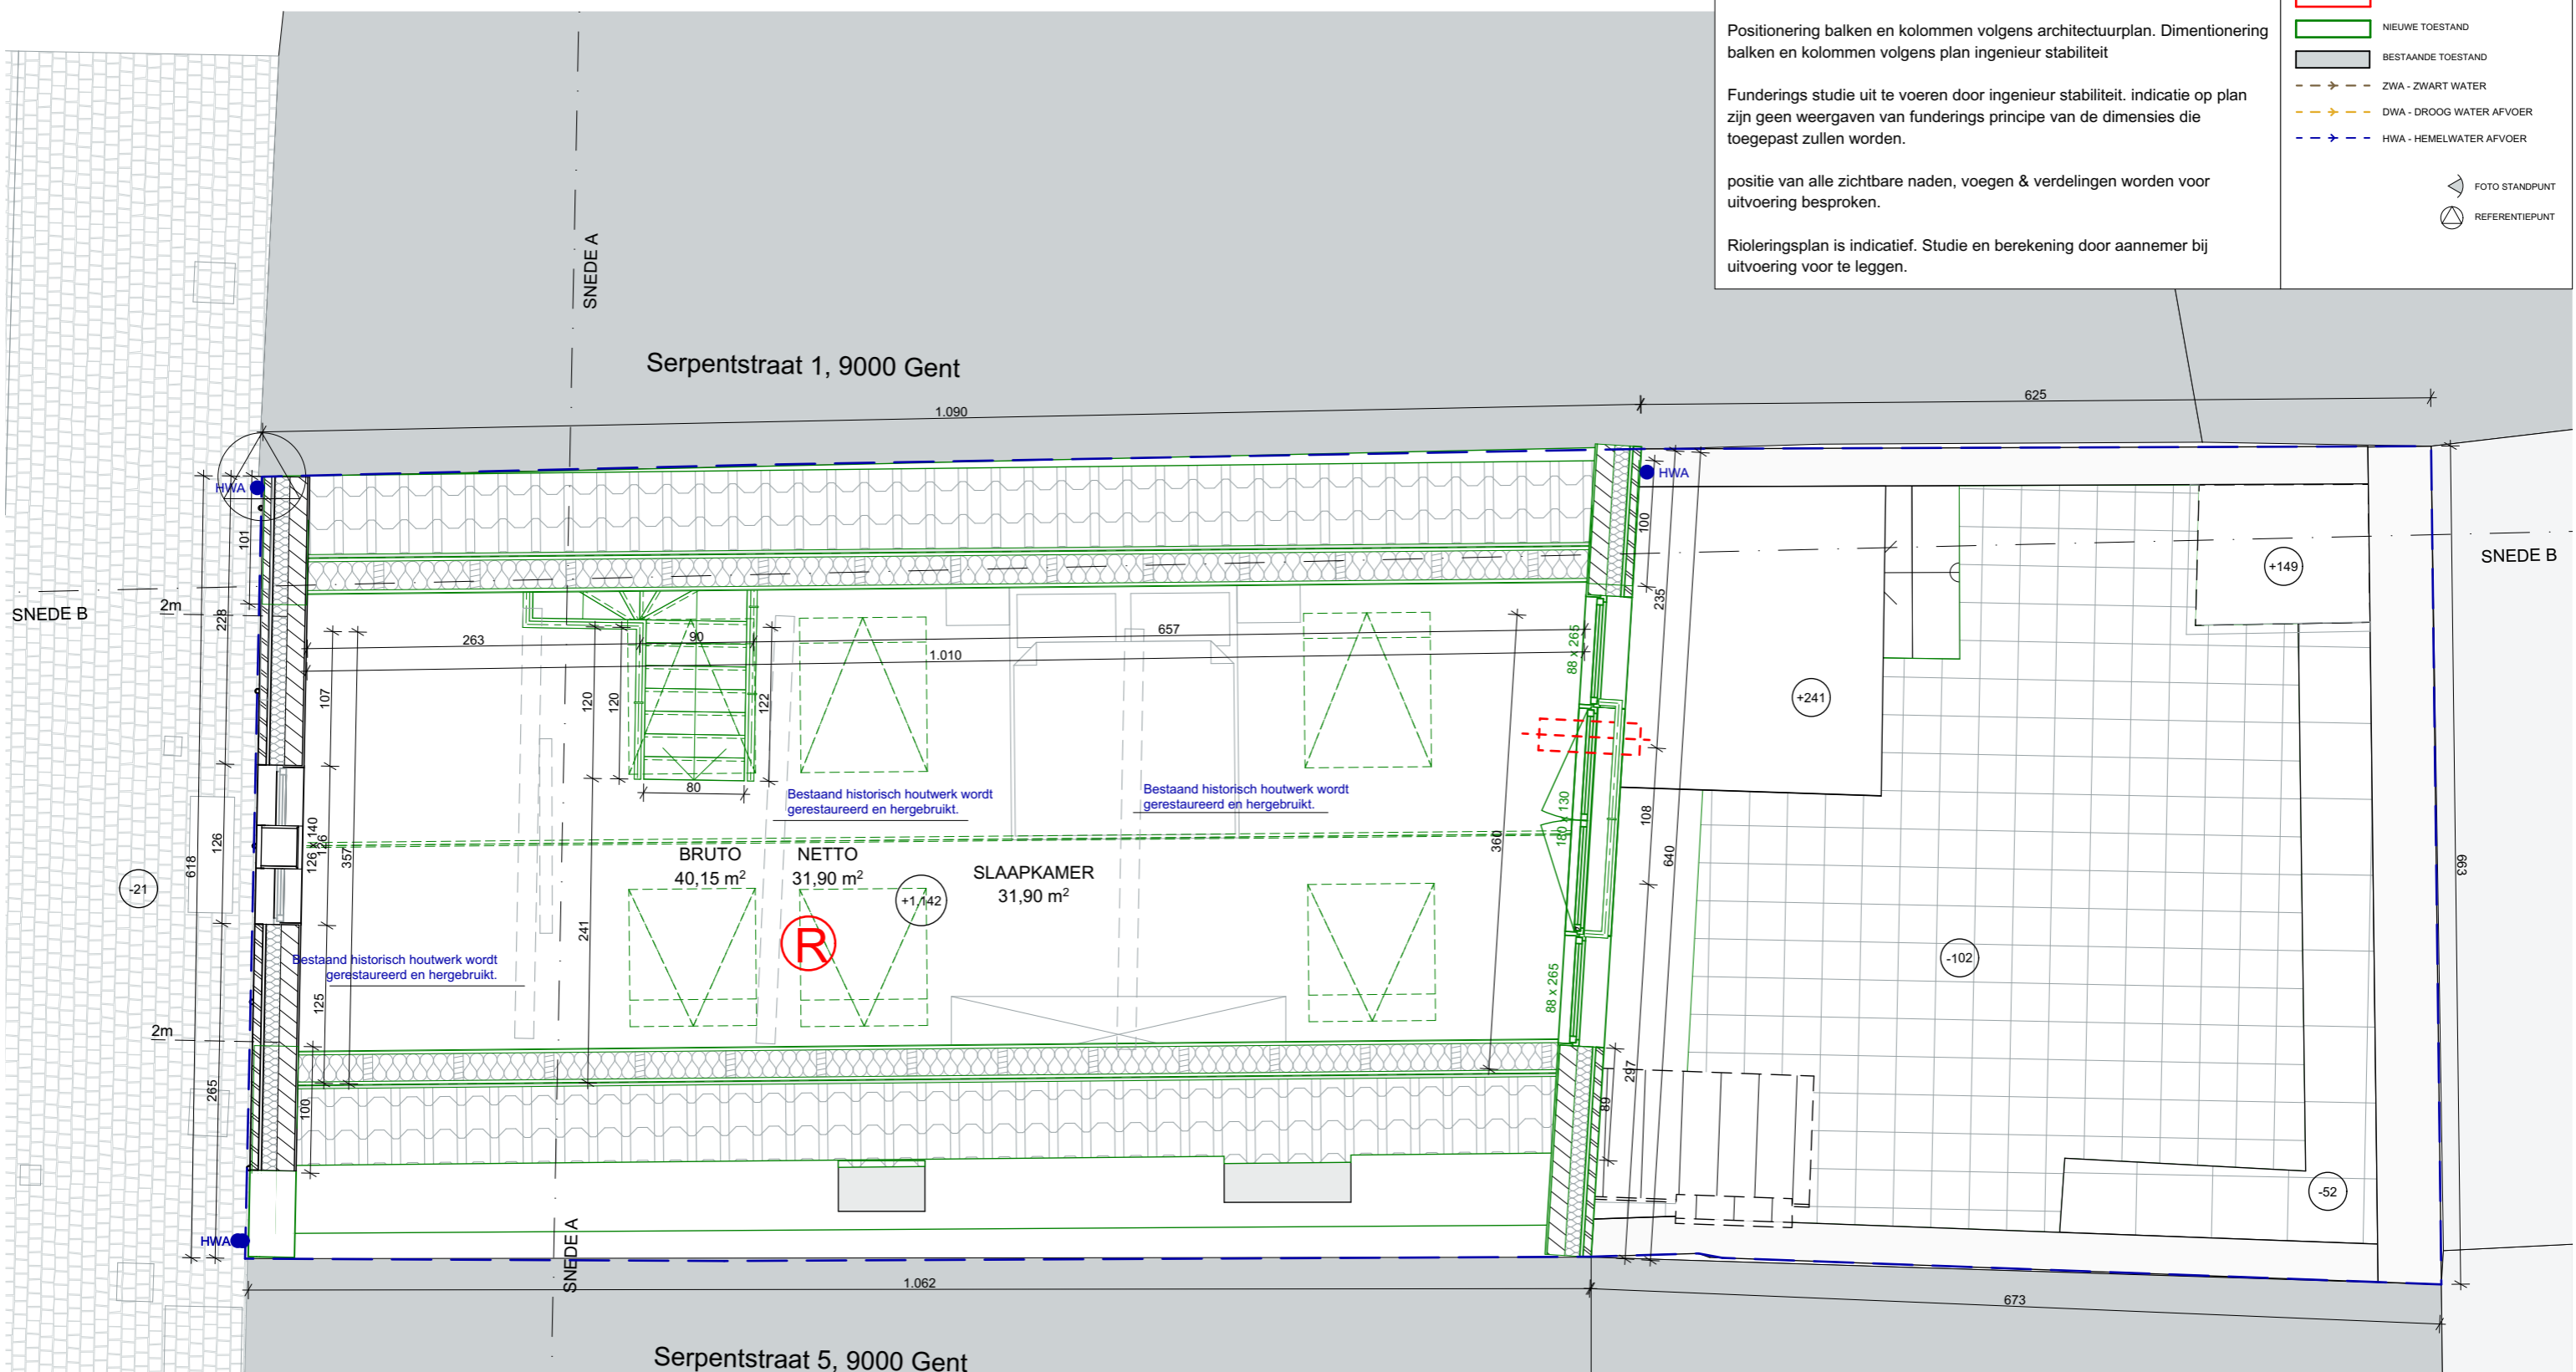 Positionering balken en kolommen volgens architectuurplan. Dimentionering
balken en kolommen volgens plan ingenieur stabiliteit
Funderings studie uit te voeren door ingenieur stabiliteit. indicatie op plan
zijn geen weergaven van funderings principe van de dimensies die
toegepast zullen worden.
positie van alle zichtbare naden, voegen & verdelingen worden voor
uitvoering besproken.
Rioleringsplan is indicatief. Studie en berekening door aannemer bij
uitvoering voor te leggen.
NIEUWE TOESTAND
BESTAANDE TOESTAND
ZWA - ZWART WATER
DWA - DROOG WATER AFVOER
HWA - HEMELWATER AFVOER
FOTO STANDPUNT
REFERENTIEPUNT
SNEDE A
Serpentstraat 1, 9000 Gent
1.090
625
HWA
HWA
101
100
SNEDE B
SNEDE B
2m
228
235
+149
263
90
657
1.010
88 x 265
107
120
120
122
+241
80
Bestaand historisch houtwerk wordt
gerestaureerd en hergebruikt.
Bestaand historisch houtwerk wordt
gerestaureerd en hergebruikt.
180 x 130
108
126
126 x 140
126
357
618
360
640
663
BRUTO
40,15 m²
NETTO
31,90 m²
SLAAPKAMER
31,90 m²
-21
+1.142
R
241
-102
Bestaand historisch houtwerk wordt
gerestaureerd en hergebruikt.
125
88 x 265
2m
265
100
297
89
-52
HWA
SNEDE A
1.062
673
Serpentstraat 5, 9000 Gent